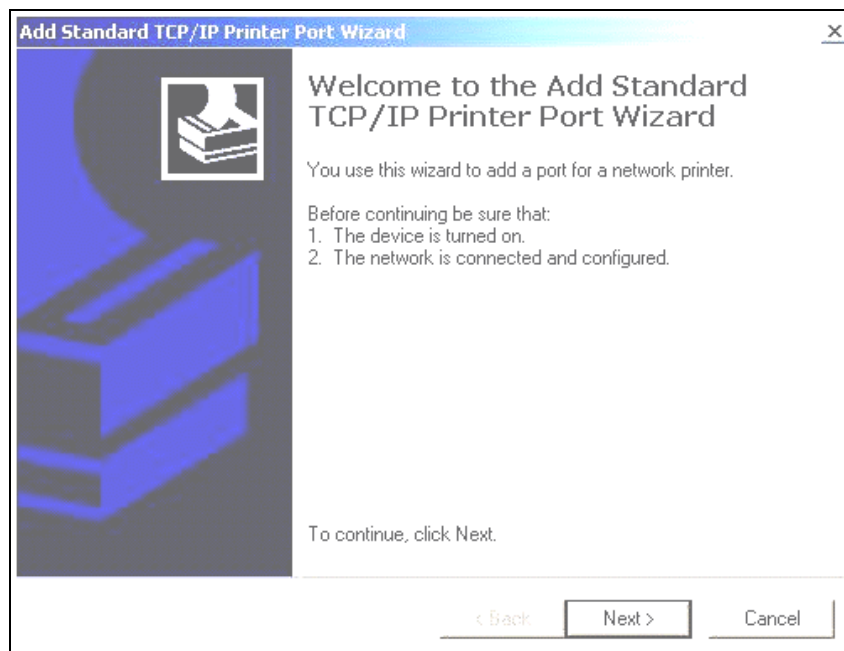 Add Standard TCP/IP Printer Port Wizard
Welcome to the Add Standard
TCP/IP Printer Port Wizard
You use this wizard to add a port for a network printer.
Before continuing be sure that:
1. The device is turned on.
2. The network is connected and configured.
To continue, click Next.
< Back
Next >
Cancel